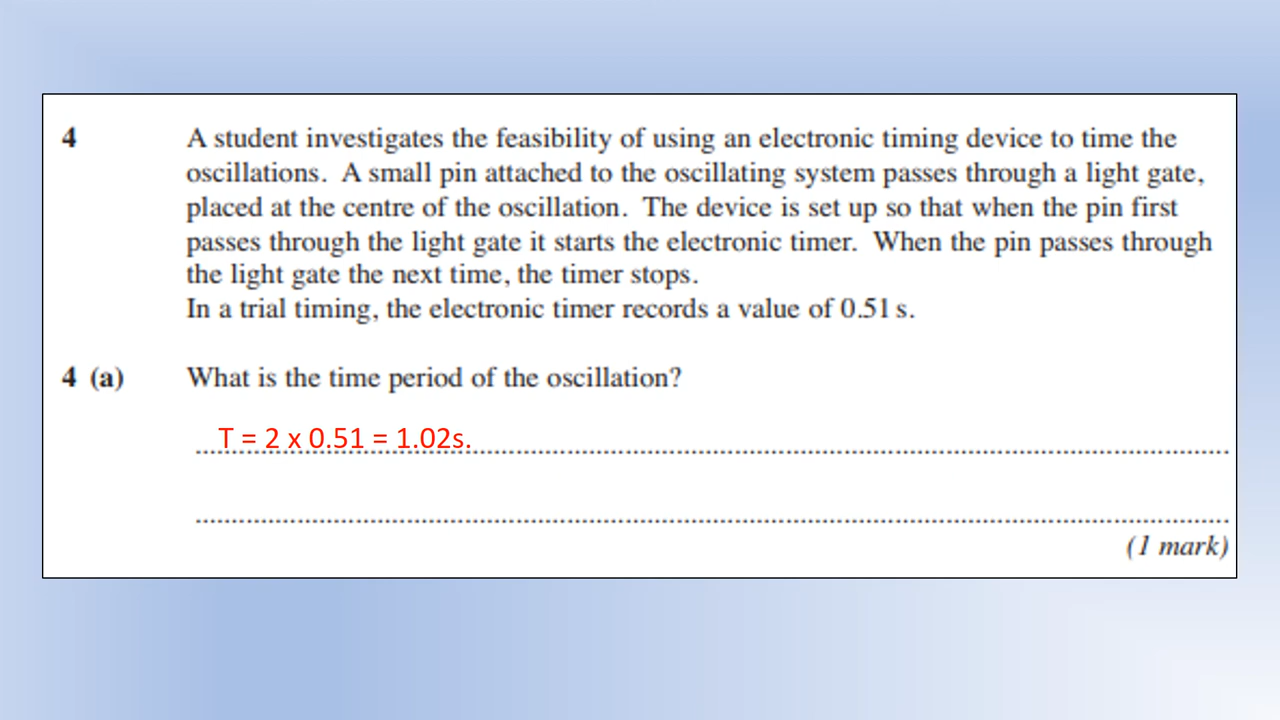 4 A student investigates the feasibility of using an electronic timing device to time the
oscillations. A small pin attached to the oscillating system passes through a light gate,
placed at the centre of the oscillation. The device is set up so that when the pin first
passes through the light gate it starts the electronic timer. When the pin passes through
the light gate the next time, the timer stops.
In a trial timing, the electronic timer records a value of 0.51 s.
4 (a) What is the time period of the oscillation?
T = 2 x 0.51 = 1.02s.
(1 mark)